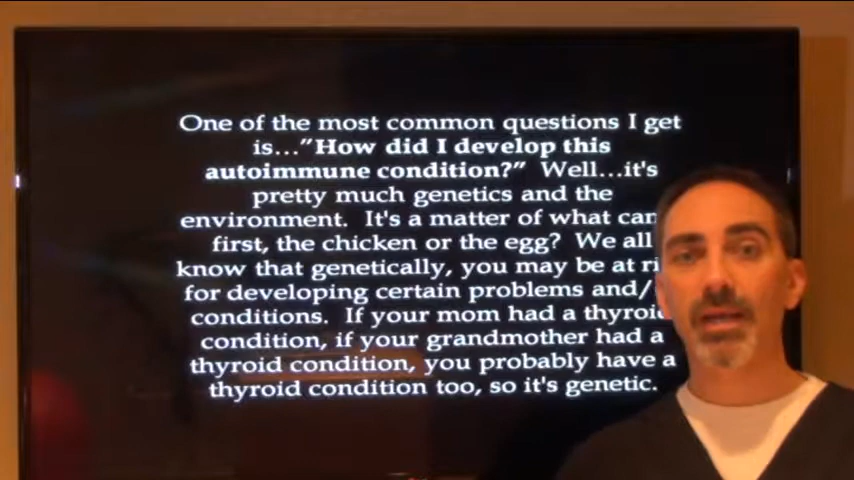 One of the most common questions I get
is..."How did I develop this
autoimmune condition?" Well...it's
pretty much genetics and the
environment. It's a matter of what
first, the chicken or the egg? We all
know that genetically, you may be at
for developing certain problems and/
conditions. If your mom had a
condition, if your grandmother had a
thyroid condition, you probably have a
thyroid condition too, so it's genetic.